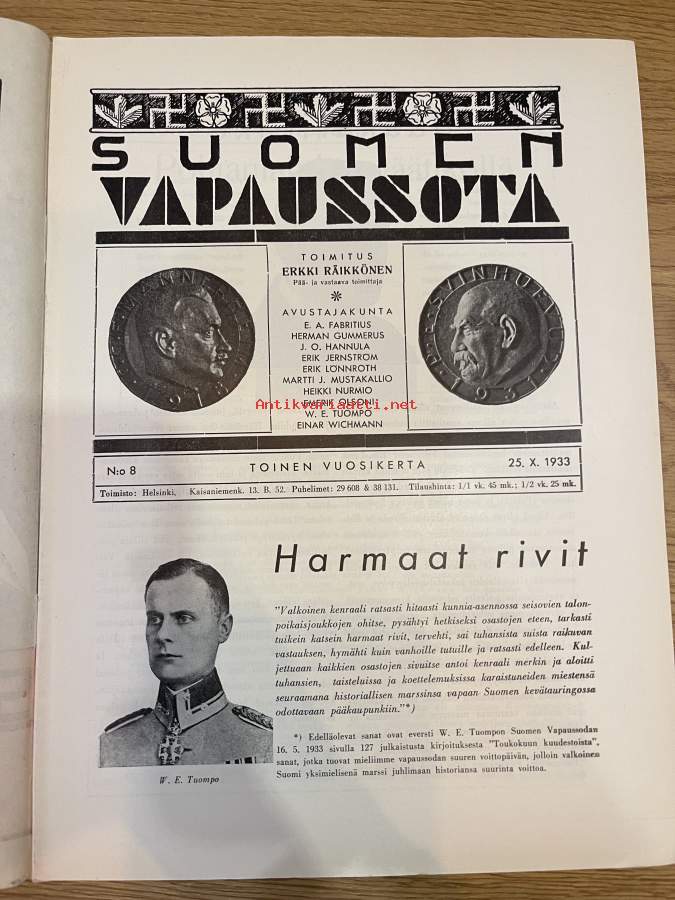 SUOMEN
VAPAUSSOTA
TOIMITUS
ERKKI RÄIKKÖNEN
Pää- ja vastaava toimittaja
AVUSTAJAKUNTA
E. A. FABRITIUS
HERMAN GUMMERUS
J. O. HANNULA
ERIK JERNSTRÖM
ERIK LÖNNROTH
MARTTI J. MUSTAKALLIO
HEIKKI NURMIO
EMERIK OLSONI
W. E. TUOMPO
EINAR WICHMANN
MANNERHEIM
1918
P. E. SVINHUFVUD
1931
Antikvariaatti.net
N:o 8 TOINEN VUOSIKERTA 25. X. 1933
Toimisto: Helsinki, Kaisaniemenk. 13. B. 52. Puhelimet: 29 608 & 38 131. Tilaushinta: 1/1 vk. 45 mk.; 1/2 vk. 25 mk.
Harmaat rivit
"Valkoinen kenraali ratsasti hitaasti kunnia-asennossa seisovien talon-
poikaisjoukkojen ohitse, pysähtyi hetkiseksi osastojen eteen, tarkasti
tuikein katsein harmaat rivit, tervehti, sai tuhansista suista raikuvan
vastauksen, hymähti kuin vanhoille tutuille ja ratsasti edelleen. Kul-
jettuaan kaikkien osastojen sivuitse antoi kenraali merkin ja aloitti
tuhansien, taisteluissa ja koettelemuksissa karaistuneiden miestensä
seuraamana historiallisen marssinsa vapaan Suomen kevätauringossa
odottavaan pääkaupunkiin."*)
*) Edelläolevat sanat ovat eversti W. E. Tuompon Suomen Vapaussodan
16. 5. 1933 sivulla 127 julkaistusta kirjoituksesta "Toukokuun kuudestoista",
sanat, jotka tuovat mieliimme vapaussodan suuren voittopäivän, jolloin valkoinen
Suomi yksimielisenä marssi juhlimaan historiansa suurinta voittoa.
W. E. Tuompo